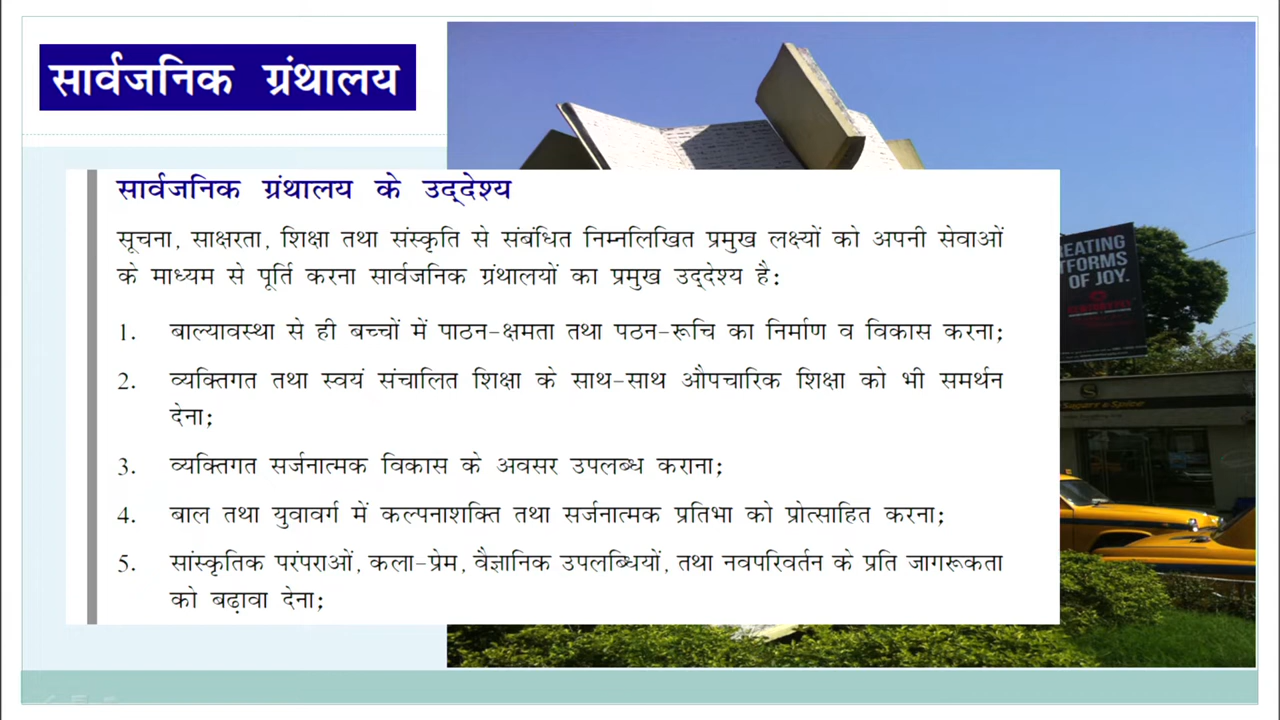 सार्वजनिक ग्रंथालय
सार्वजनिक ग्रंथालय के उद्‌देश्य
सूचना, साक्षरता, शिक्षा तथा संस्कृति से संबंधित निम्नलिखित प्रमुख लक्ष्यों को अपनी सेवाओं
के माध्यम से पूर्ति करना सार्वजनिक ग्रंथालयों का प्रमुख उद्‌देश्य है:
1. बाल्यावस्था से ही बच्चों में पाठन-क्षमता तथा पठन-रूचि का निर्माण व विकास करना;
2. व्यक्तिगत तथा स्वयं संचालित शिक्षा के साथ-साथ औपचारिक शिक्षा को भी समर्थन
देना;
3. व्यक्तिगत सर्जनात्मक विकास के अवसर उपलब्ध कराना;
4. बाल तथा युवावर्ग में कल्पनाशक्ति तथा सर्जनात्मक प्रतिभा को प्रोत्साहित करना;
5. सांस्कृतिक परंपराओं, कला-प्रेम, वैज्ञानिक उपलब्धियों, तथा नवपरिवर्तन के प्रति जागरूकता
को बढ़ावा देना;
EATING
TFORMS
OF JOY.
Sugarr & Spice